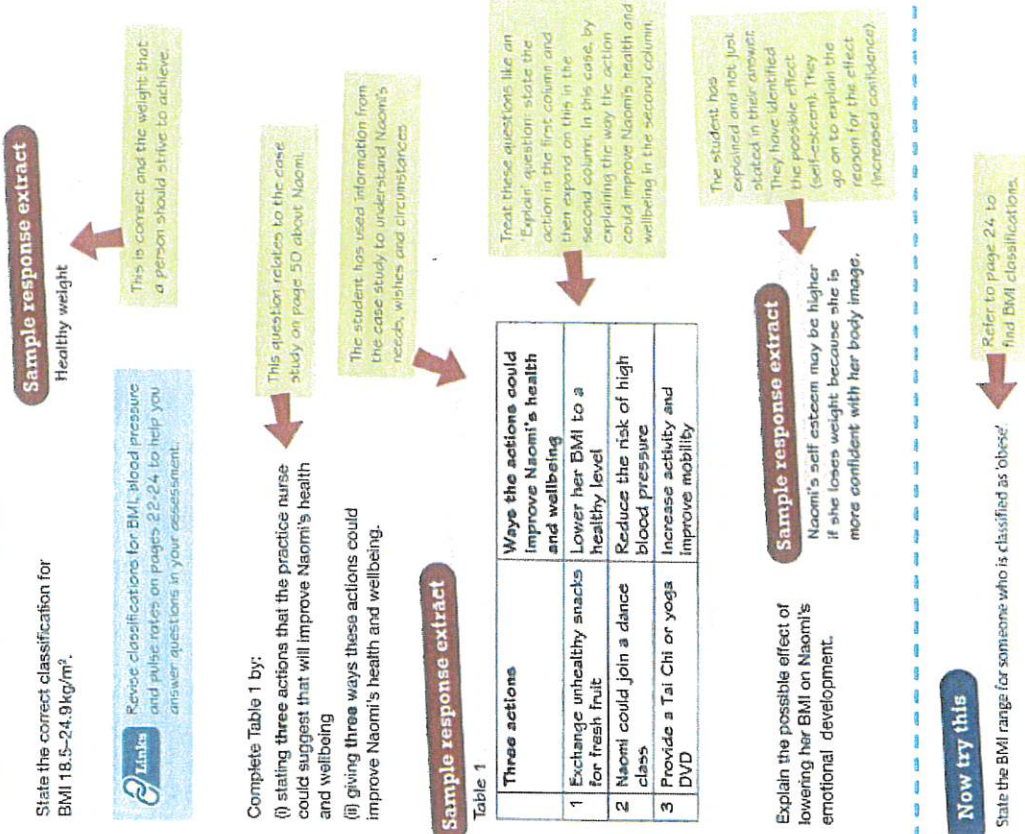 State the correct classification for
BMI 18.5–24.9kg/m².
Sample response extract
Healthy weight
This is correct and the weight that
a person should strive to achieve.
Links
Revise classifications for BMI, blood pressure
and pulse rates on pages 22-24 to help you
answer questions in your assessment.
Complete Table 1 by:
(i) stating three actions that the practice nurse
could suggest that will improve Naomi's health
and wellbeing
(ii) giving three ways these actions could
improve Naomi's health and wellbeing.
This question relates to the case
study on page 50 about Naomi.
The student has used information from
the case study to understand Naomi's
needs, wishes and circumstances
Sample response extract
Table 1
Three actions
Ways the actions could
improve Naomi's health
and wellbeing
1 Exchange unhealthy snacks
for fresh fruit
Lower her BMI to a
healthy level
2 Naomi could join a dance
class
Reduce the risk of high
blood pressure
3 Provide a Tai Chi or yoga
DVD
Increase activity and
improve mobility
Treat these questions like an
'Explain' question: state the
action in the first column and
then expand on this in the
second column. In this case, by
explaining the way the action
could improve Naomi's health and
wellbeing in the second column.
Explain the possible effect of
lowering her BMI on Naomi's
emotional development.
Sample response extract
Naomi's self esteem may be higher
if she loses weight because she is
more confident with her body image.
The student has
explained and not just
stated in their answer.
They have identified
the possible effect
(self-esteem). They
go on to explain the
reason for the effect
(increased confidence).
Now try this
State the BMI range for someone who is classified as 'obese'.
Refer to page 24 to
find BMI classifications.